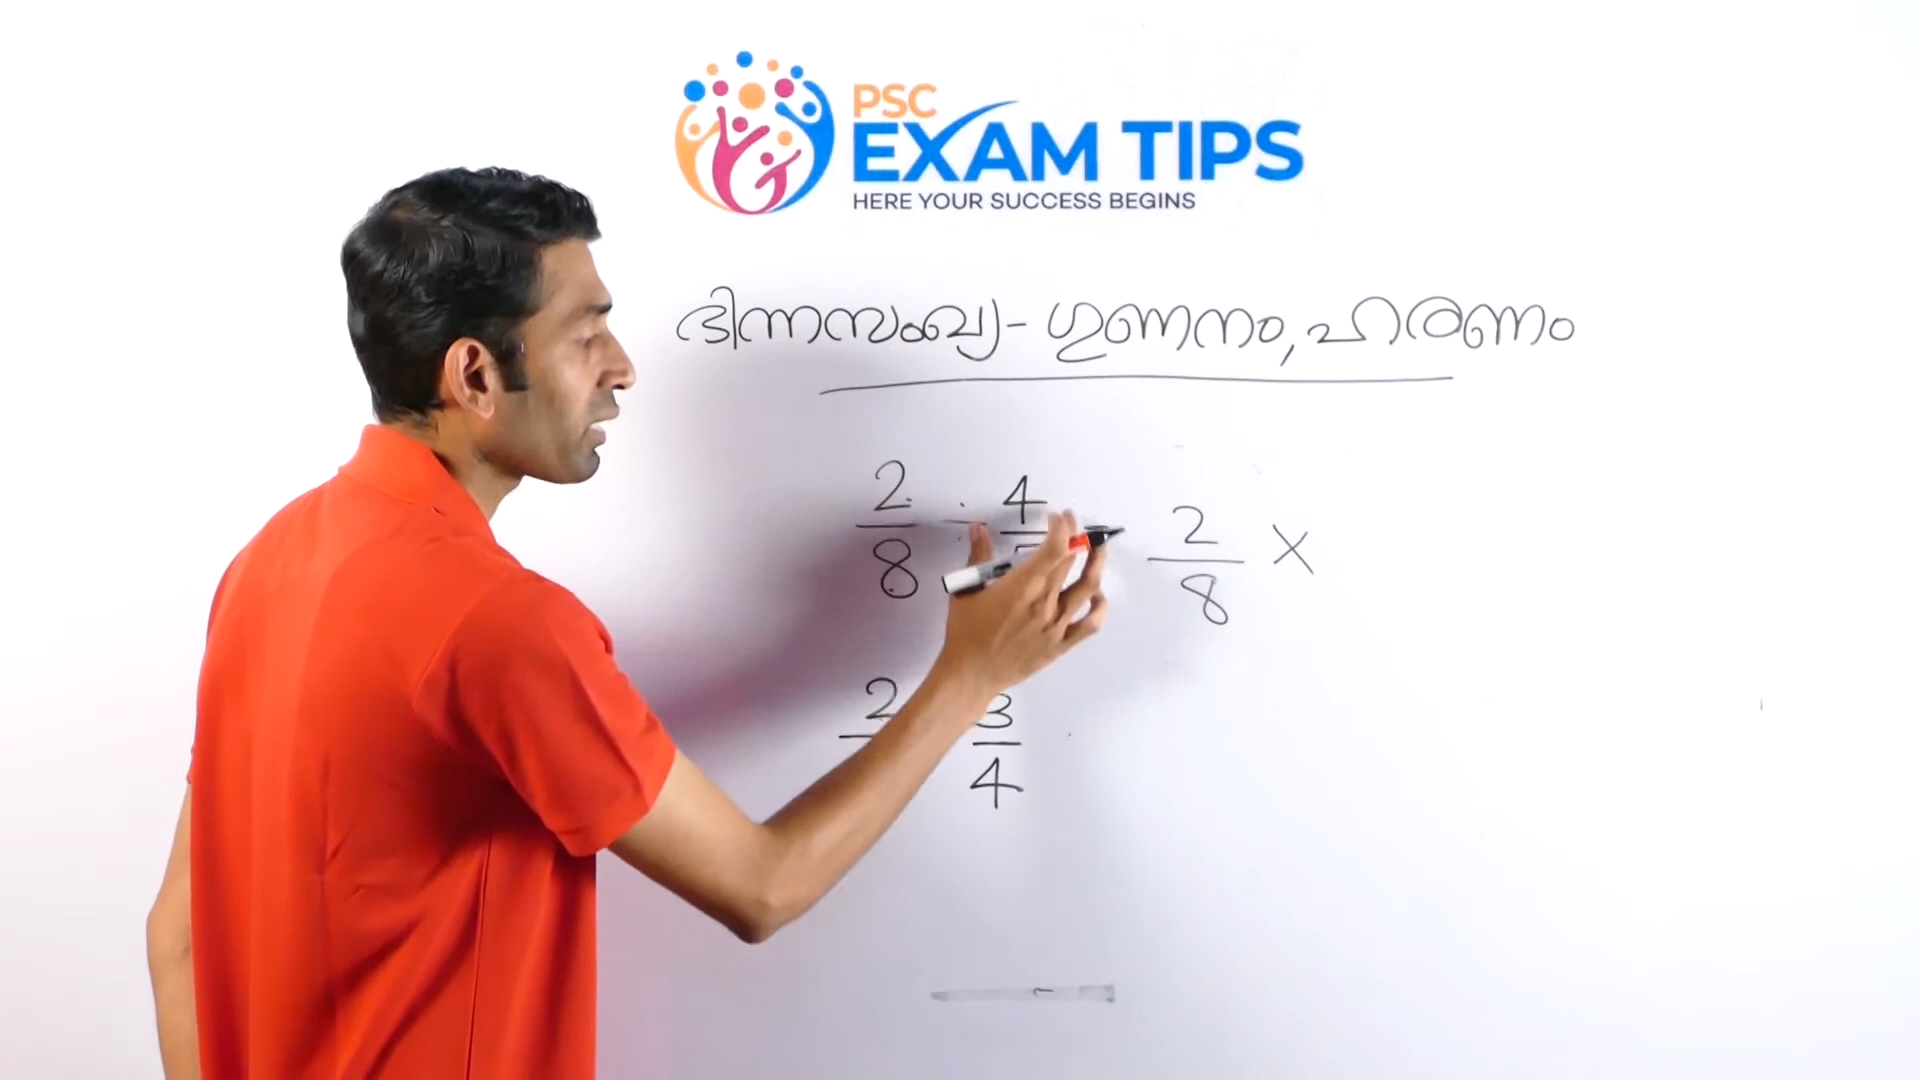 PSC
EXAM TIPS
HERE YOUR SUCCESS BEGINS
ഭിന്നസംഖ്യ - ഗുണനം, ഹരണം
2/8 ÷ 4/ 2/8 ×
2/ 3/4